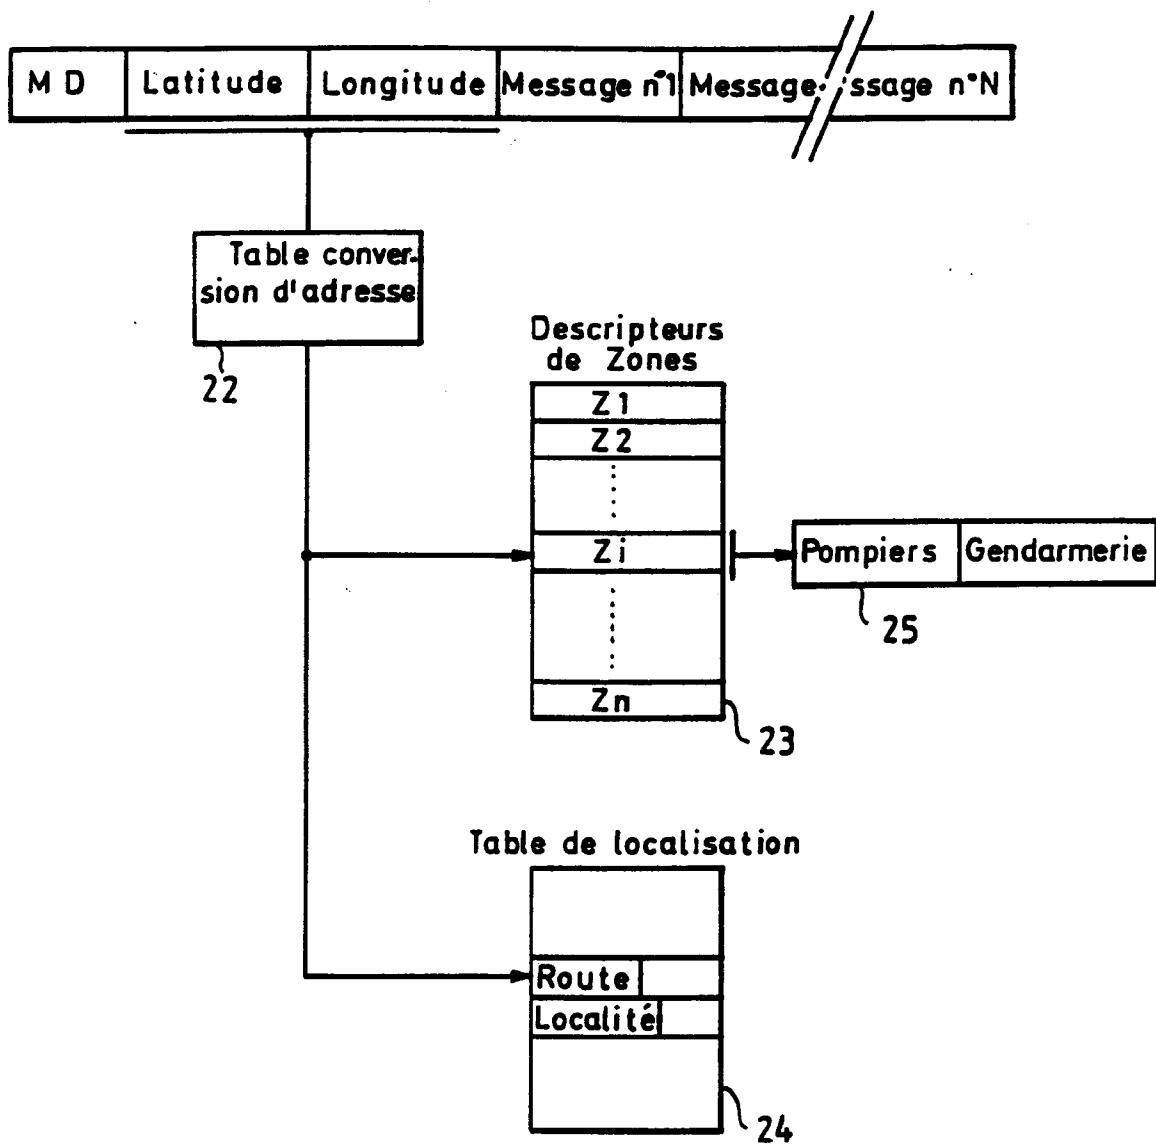 MD Latitude Longitude Message n°1 Message ssage n°N
Table conver-
sion d'adresse
22
Descripteurs
de Zones
Z1
Z2
Zi
Zn
23
Pompiers Gendarmerie
25
Table de localisation
Route
Localité
24